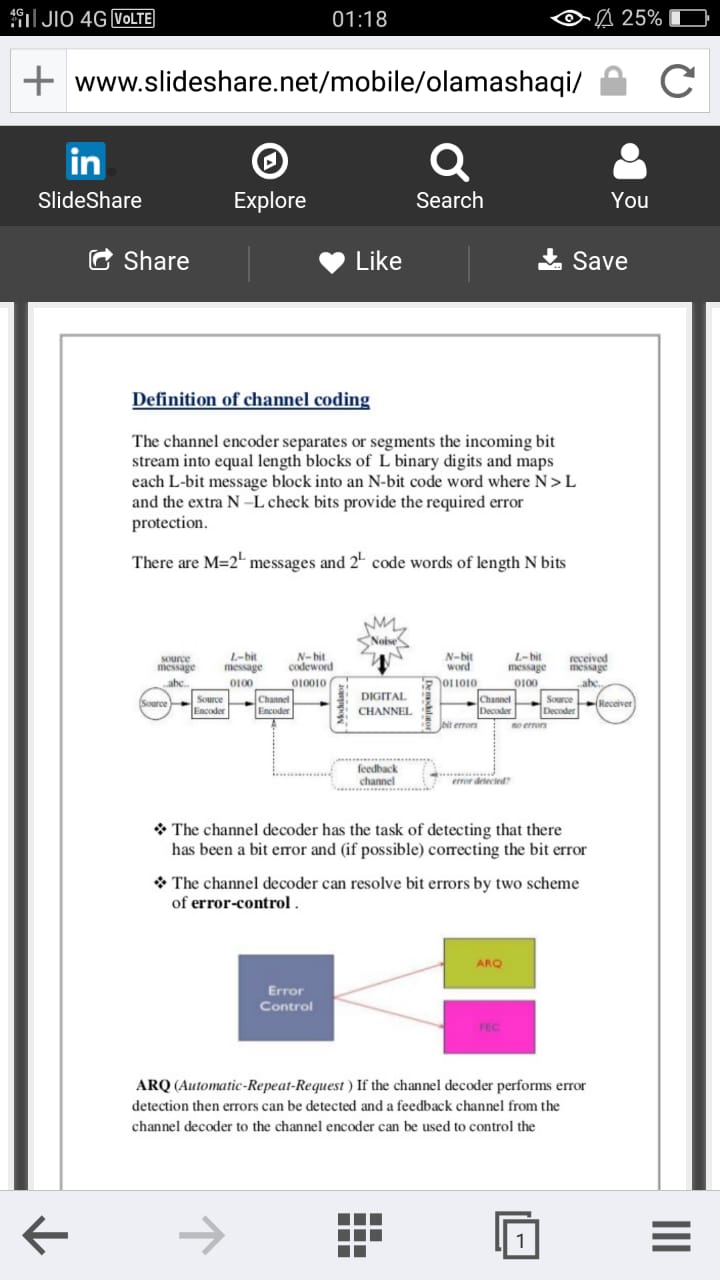 4G JIO 4G VoLTE 01:18 25%
www.slideshare.net/mobile/olamashaqi/
in
SlideShare Explore Search You
Share Like Save
Definition of channel coding
The channel encoder separates or segments the incoming bit
stream into equal length blocks of L binary digits and maps
each L-bit message block into an N-bit code word where N > L
and the extra N –L check bits provide the required error
protection.
There are M=2ᴸ messages and 2ᴸ code words of length N bits
Noise
source message
L-bit message
N-bit codeword
N-bit word
L-bit message
received message
..abc.. 0100 010010 011010 0100 ..abc..
Source
Source Encoder
Channel Encoder
Modulator
DIGITAL CHANNEL
Demodulator
Channel Decoder
Source Decoder
Receiver
bit errors no errors
feedback channel
error detected?
❖ The channel decoder has the task of detecting that there
has been a bit error and (if possible) correcting the bit error
❖ The channel decoder can resolve bit errors by two scheme
of error-control .
ARQ
Error
Control
FEC
ARQ (Automatic-Repeat-Request ) If the channel decoder performs error
detection then errors can be detected and a feedback channel from the
channel decoder to the channel encoder can be used to control the
1